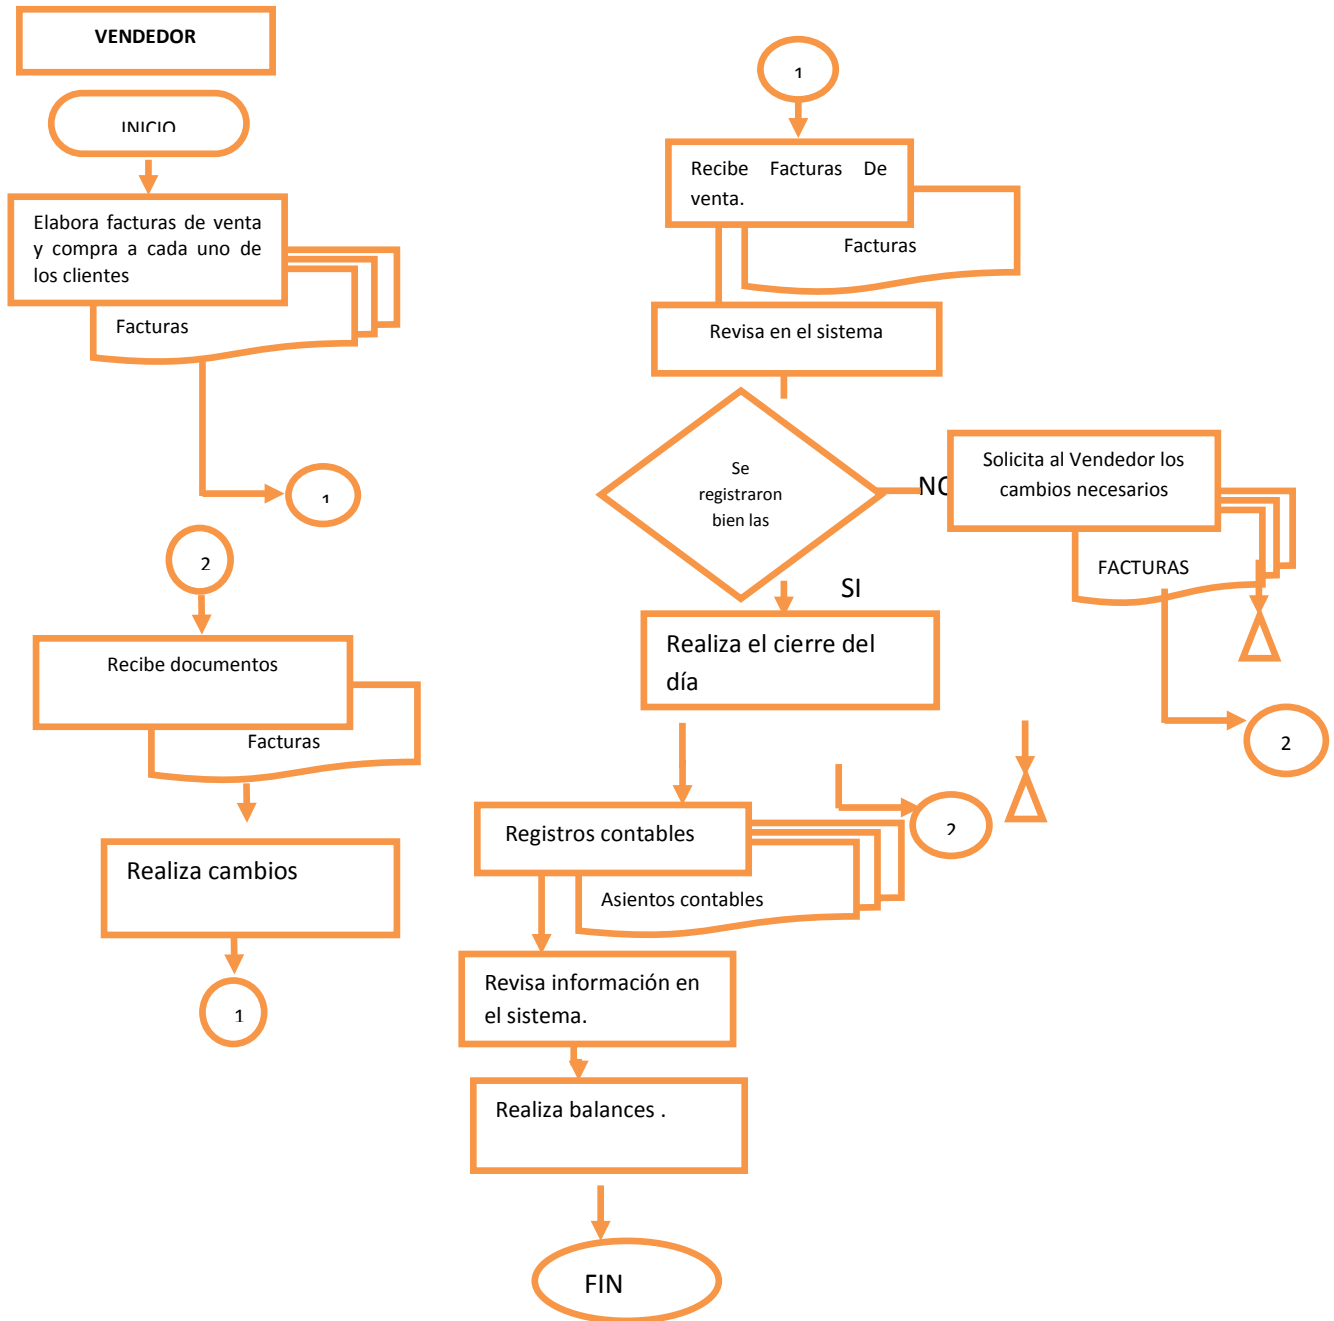 VENDEDOR
INICIO
Elabora facturas de venta
y compra a cada uno de
los clientes
Facturas
1
2
Recibe documentos
Facturas
Realiza cambios
1
1
Recibe Facturas De
venta.
Facturas
Revisa en el sistema
Se
registraron
bien las
NO
Solicita al Vendedor los
cambios necesarios
FACTURAS
2
SI
Realiza el cierre del
día
2
Registros contables
Asientos contables
Revisa información en
el sistema.
Realiza balances .
FIN